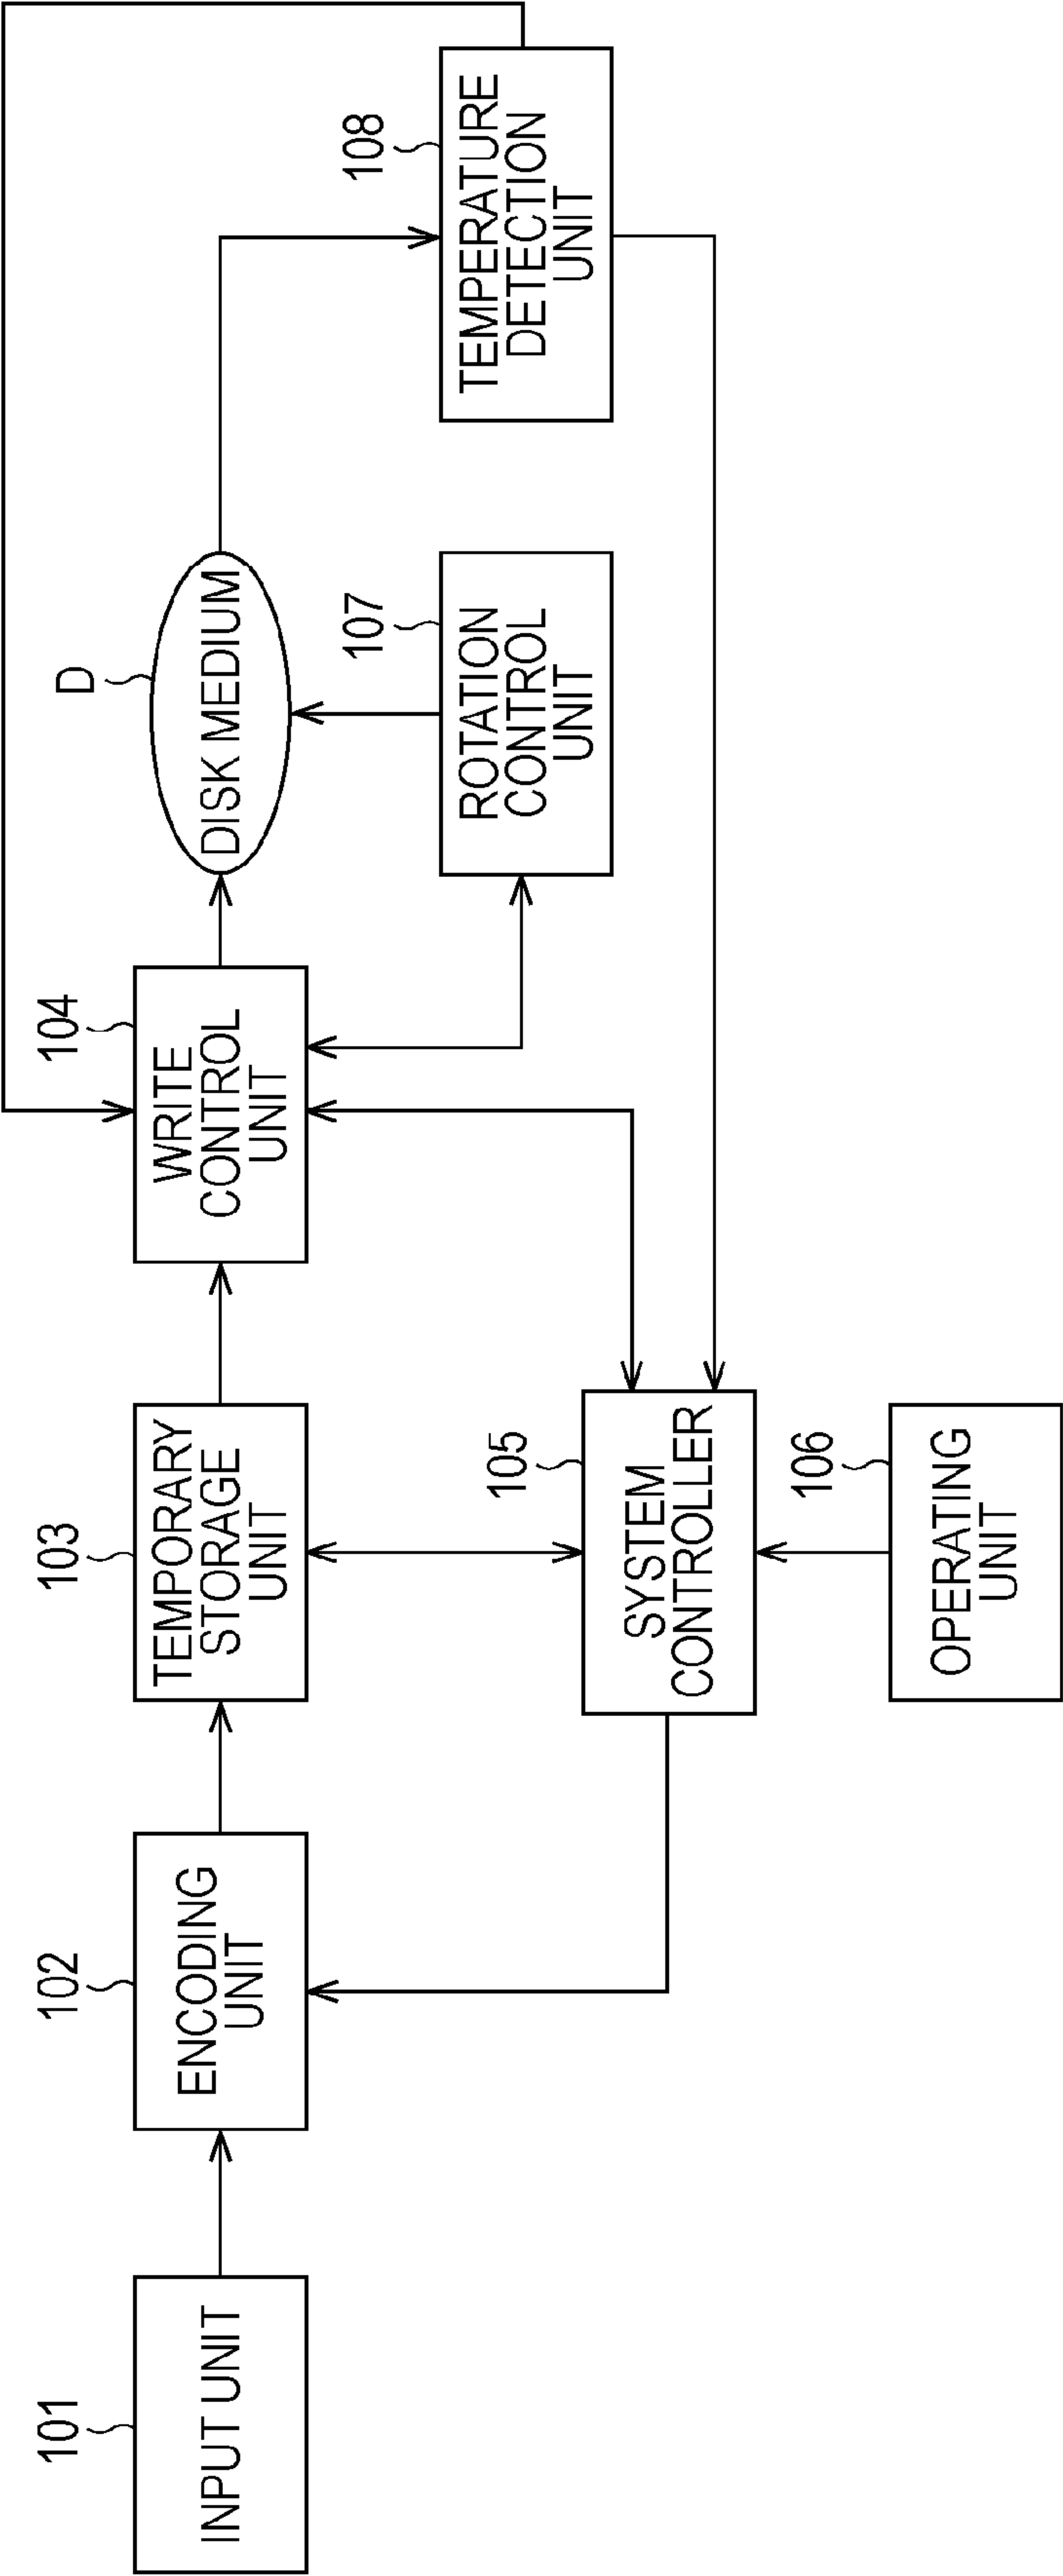 101
INPUT UNIT
102
ENCODING
UNIT
103
TEMPORARY
STORAGE
UNIT
104
WRITE
CONTROL
UNIT
D
DISK MEDIUM
105
SYSTEM
CONTROLLER
106
OPERATING
UNIT
107
ROTATION
CONTROL
UNIT
108
TEMPERATURE
DETECTION
UNIT